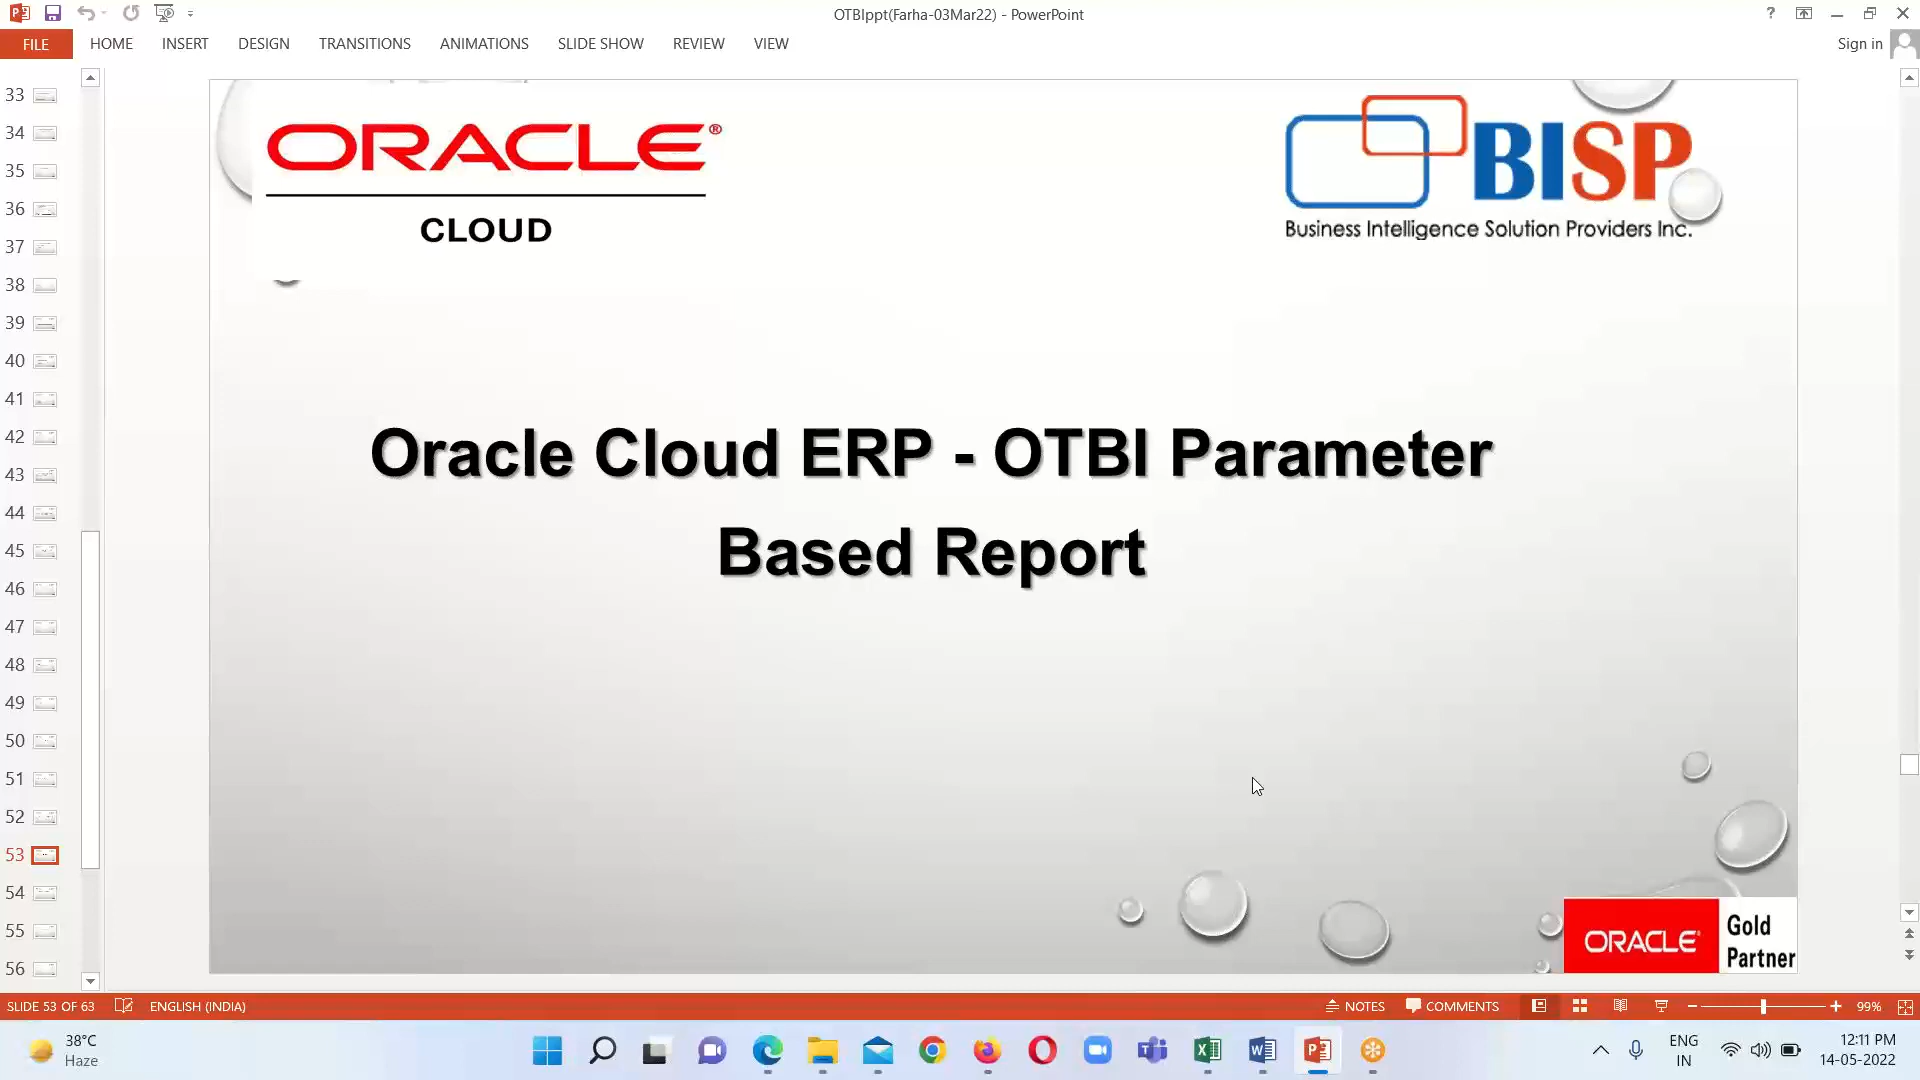 OTBIppt(Farha-03Mar22) - PowerPoint
?
FILE HOME INSERT DESIGN TRANSITIONS ANIMATIONS SLIDE SHOW REVIEW VIEW
Sign in
33
34
35
36
37
38
39
40
41
42
43
44
45
46
47
48
49
50
51
52
53
54
55
56
ORACLE®
CLOUD
BISP
Business Intelligence Solution Providers Inc.
Oracle Cloud ERP - OTBI Parameter
Based Report
ORACLE
Gold
Partner
SLIDE 53 OF 63 ENGLISH (INDIA) NOTES COMMENTS 99%
38°C
Haze
ENG
IN
12:11 PM
14-05-2022